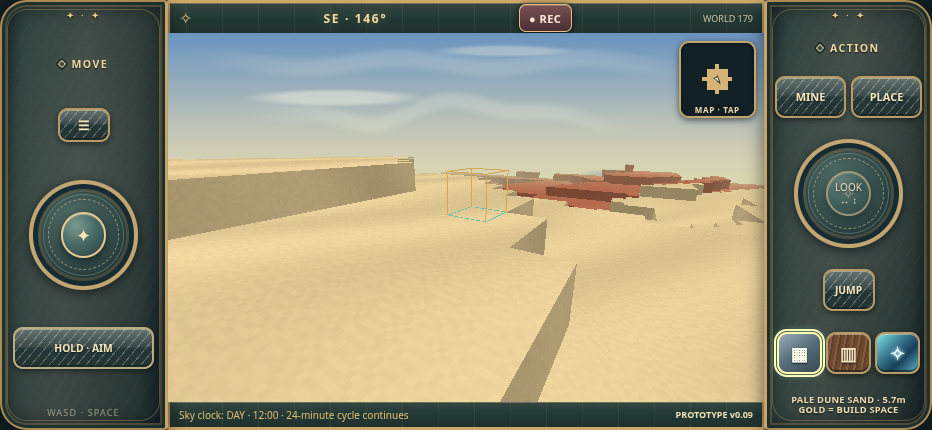 SE · 146°
● REC
WORLD 179
MOVE
☰
HOLD · AIM
WASD · SPACE
MAP · TAP
ACTION
MINE
PLACE
LOOK
↔ ↕
JUMP
PALE DUNE SAND · 5.7m
GOLD = BUILD SPACE
Sky clock: DAY · 12:00 · 24-minute cycle continues
PROTOTYPE v0.09